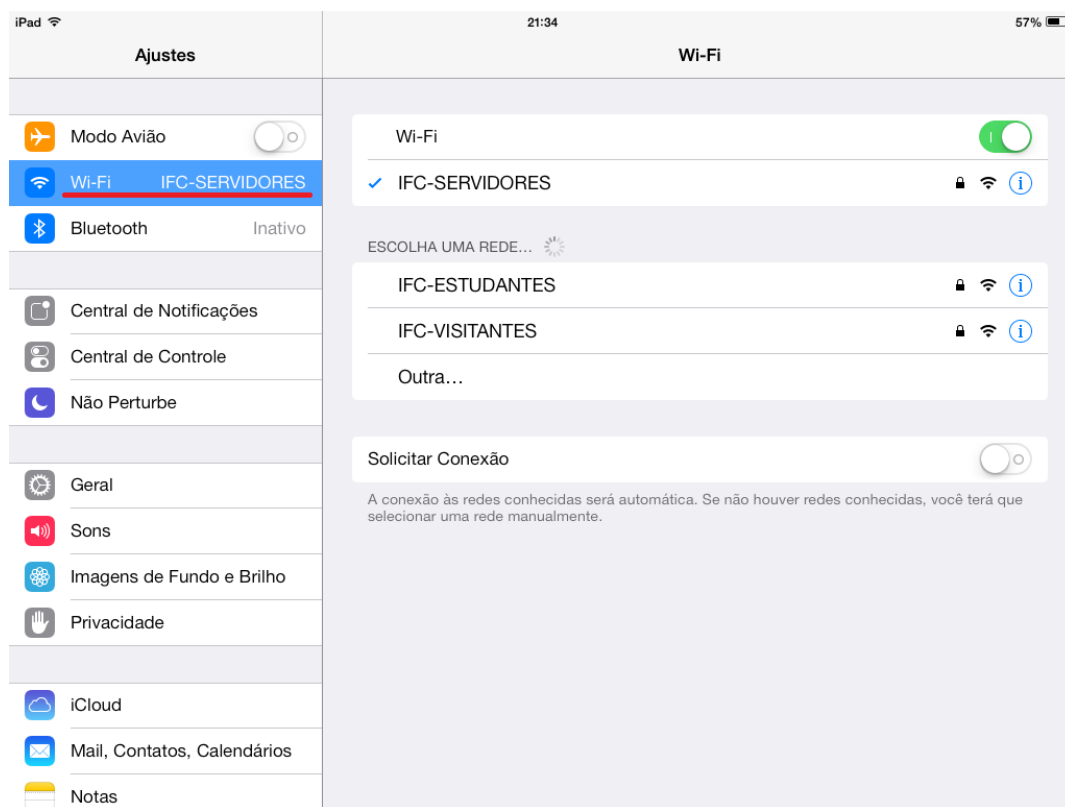 iPad 21:34 57%
Ajustes
Modo Avião
Wi-Fi IFC-SERVIDORES
Bluetooth Inativo
Central de Notificações
Central de Controle
Não Perturbe
Geral
Sons
Imagens de Fundo e Brilho
Privacidade
iCloud
Mail, Contatos, Calendários
Notas
Wi-Fi
Wi-Fi
IFC-SERVIDORES
ESCOLHA UMA REDE...
IFC-ESTUDANTES
IFC-VISITANTES
Outra...
Solicitar Conexão
A conexão às redes conhecidas será automática. Se não houver redes conhecidas, você terá que
selecionar uma rede manualmente.